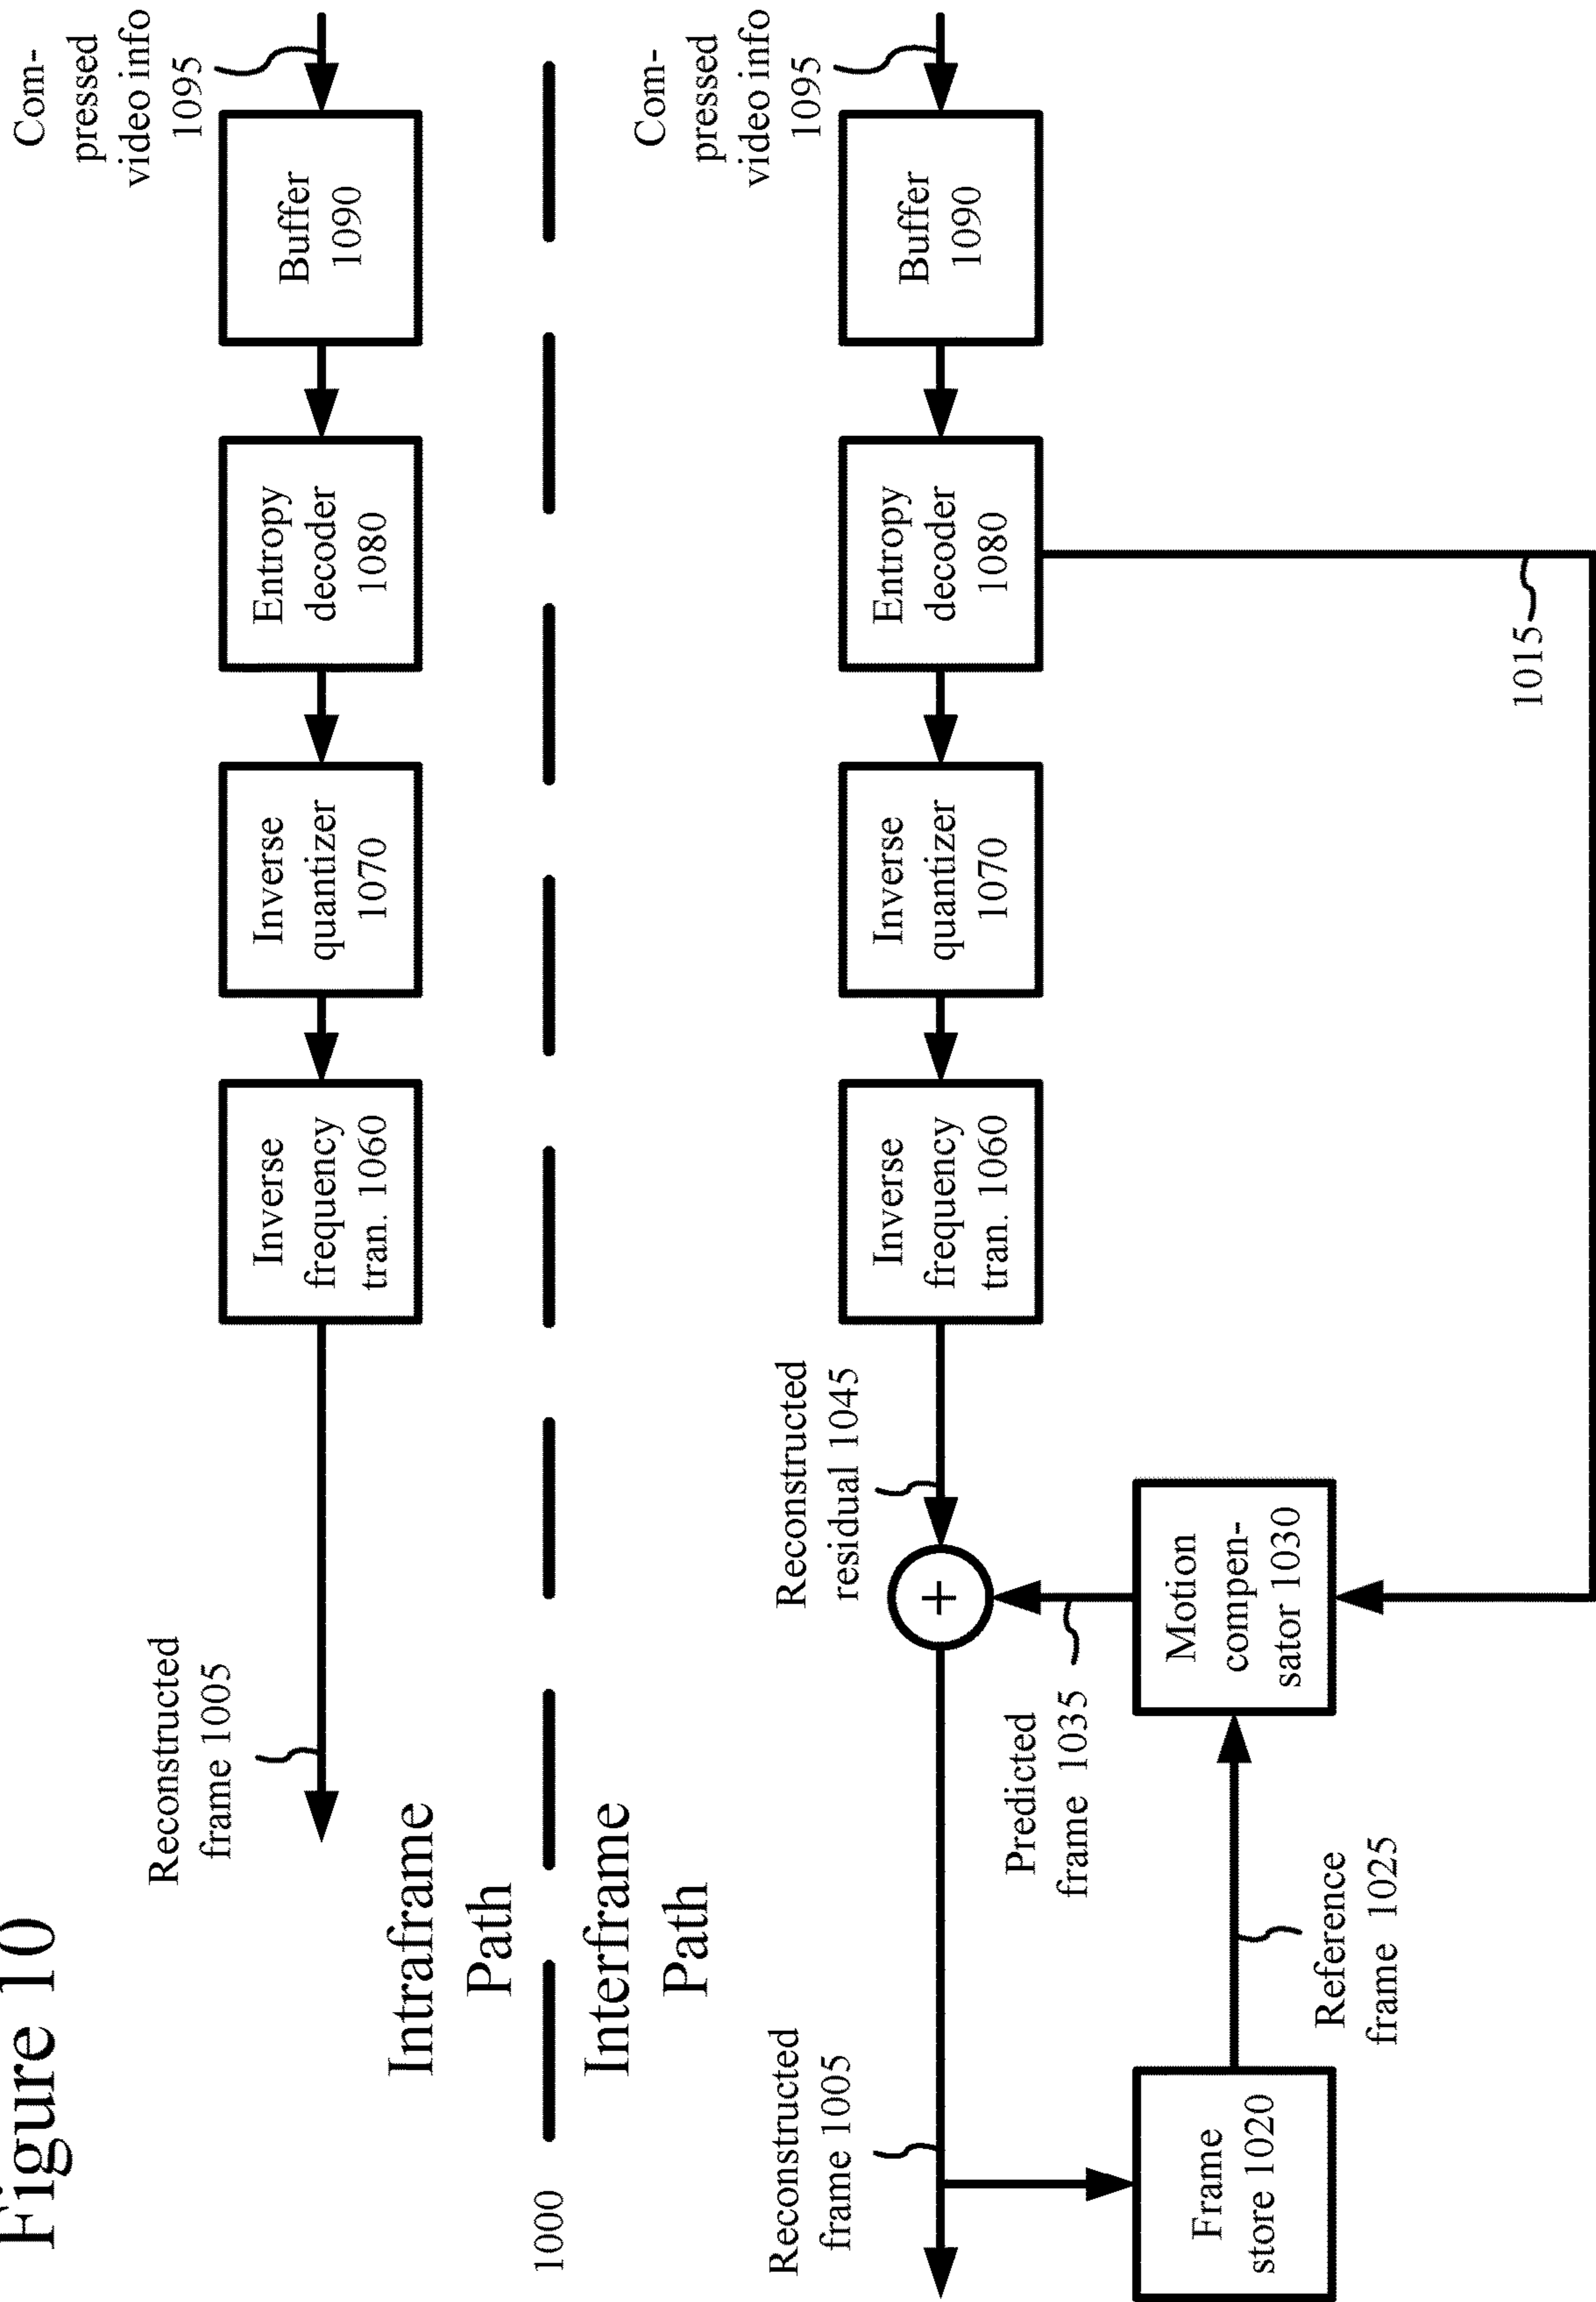 Figure 10
Reconstructed
frame 1005
Inverse
frequency
tran. 1060
Inverse
quantizer
1070
Entropy
decoder
1080
Buffer
1090
Com-
pressed
video info
1095
Intraframe
Path
1000
Interframe
Path
Reconstructed
frame 1005
Reconstructed
residual 1045
+
Inverse
frequency
tran. 1060
Inverse
quantizer
1070
Entropy
decoder
1080
Buffer
1090
Com-
pressed
video info
1095
Predicted
frame 1035
Frame
store 1020
Reference
frame 1025
Motion
compen-
sator 1030
1015